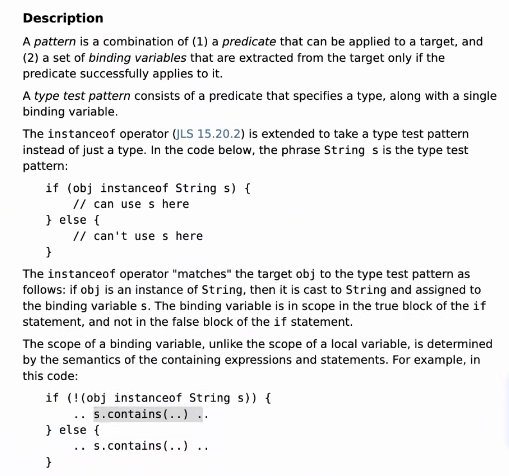 Description
A pattern is a combination of (1) a predicate that can be applied to a target, and
(2) a set of binding variables that are extracted from the target only if the
predicate successfully applies to it.
A type test pattern consists of a predicate that specifies a type, along with a single
binding variable.
The instanceof operator (JLS 15.20.2) is extended to take a type test pattern
instead of just a type. In the code below, the phrase String s is the type test
pattern:
if (obj instanceof String s) {
    // can use s here
} else {
    // can't use s here
}
The instanceof operator "matches" the target obj to the type test pattern as
follows: if obj is an instance of String, then it is cast to String and assigned to
the binding variable s. The binding variable is in scope in the true block of the if
statement, and not in the false block of the if statement.
The scope of a binding variable, unlike the scope of a local variable, is determined
by the semantics of the containing expressions and statements. For example, in
this code:
if (!(obj instanceof String s)) {
    .. s.contains(..) ..
} else {
    .. s.contains(..) ..
}